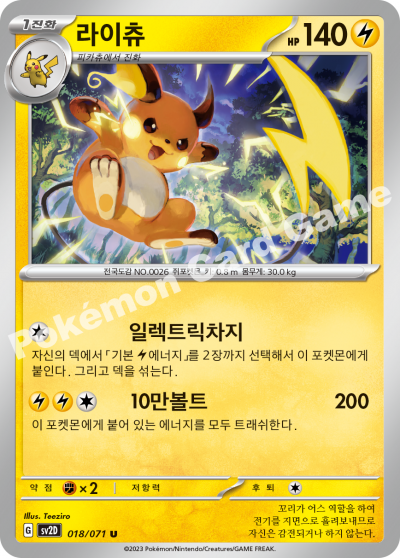 1진화
라이츄
HP 140
피카츄에서 진화
전국도감 NO.0026 쥐포켓몬 키: 0.8 m 몸무게: 30.0 kg
일렉트릭차지
자신의 덱에서 「기본 에너지」를 2장까지 선택해서 이 포켓몬에게
붙인다. 그리고 덱을 섞는다.
10만볼트 200
이 포켓몬에게 붙어 있는 에너지를 모두 트래쉬한다.
약점 ×2 저항력 후퇴
Illus. Teeziro
G SV2D 018/071 U
꼬리가 어스 역할을 하여
전기를 지면으로 흘려보내므로
자신은 감전되거나 하지 않는다.
©2023 Pokémon/Nintendo/Creatures/GAME FREAK.
Pokémon Card Game